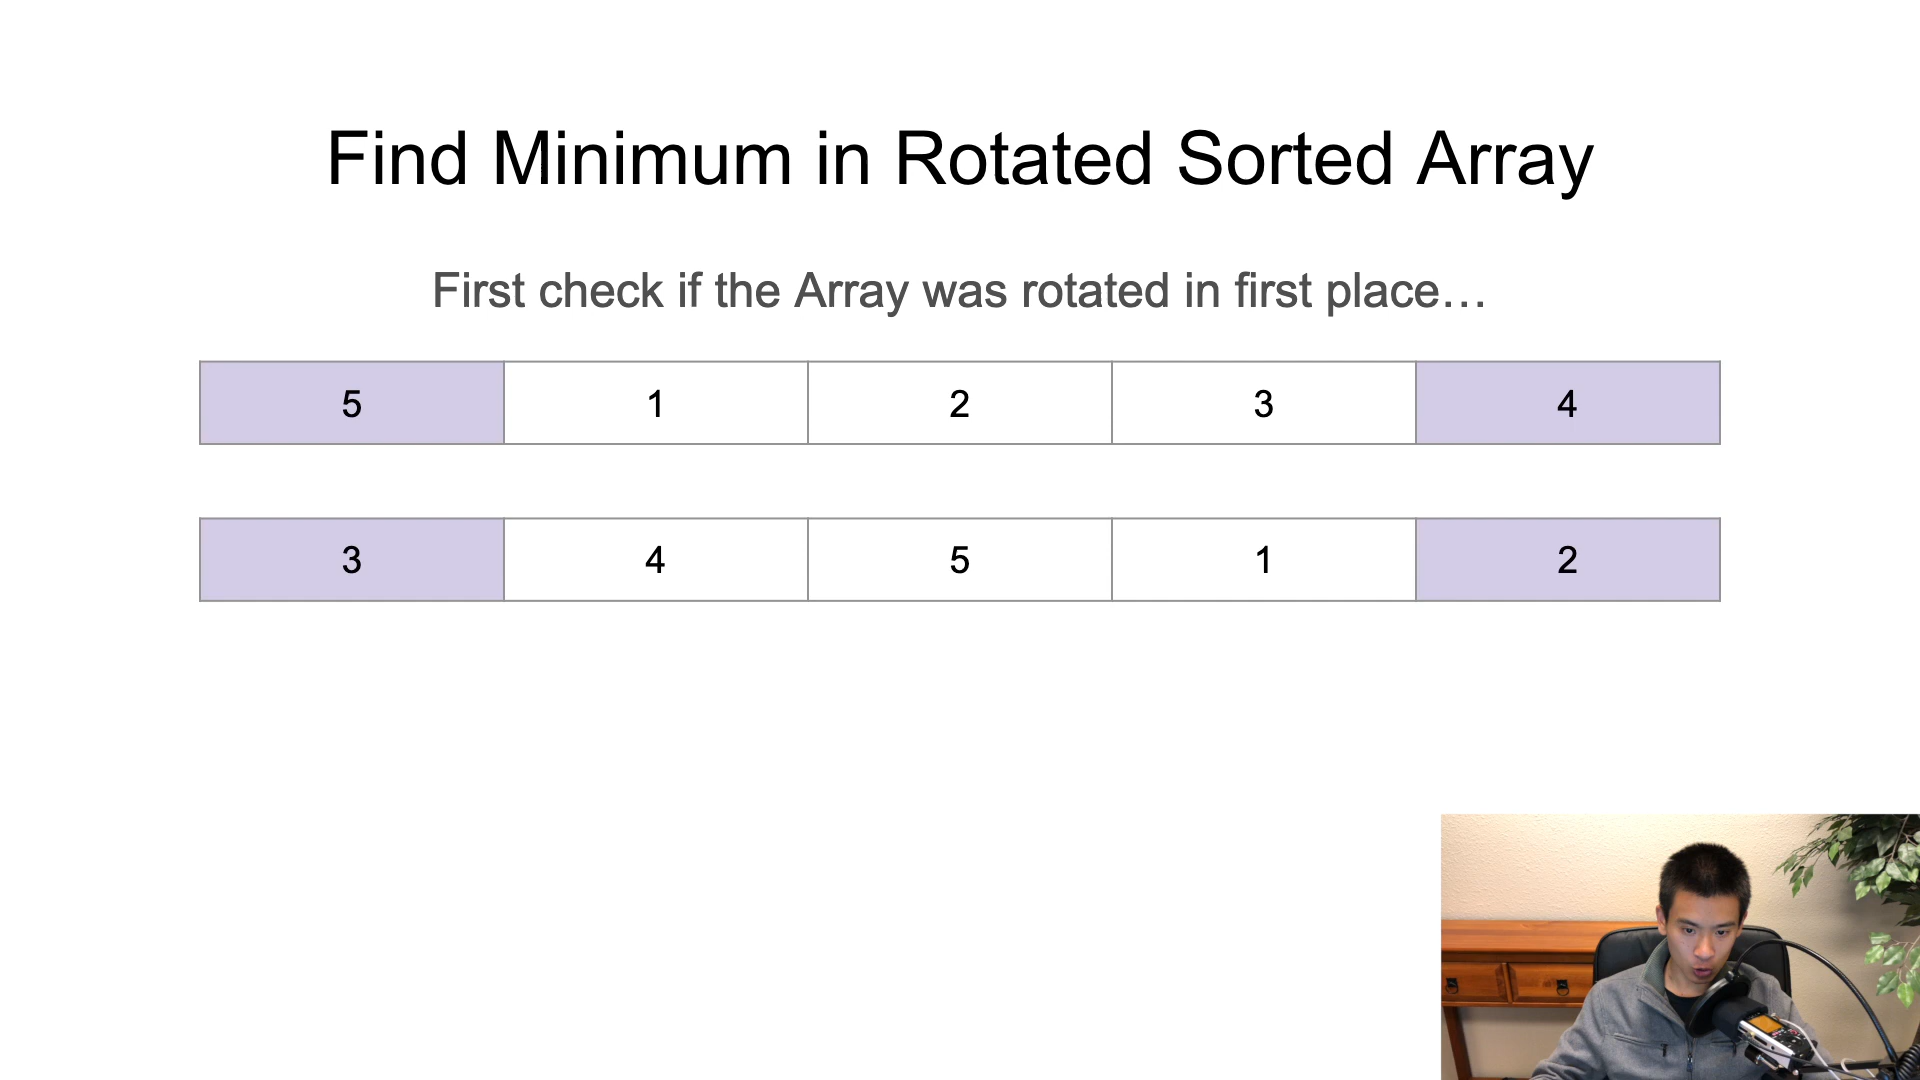 Find Minimum in Rotated Sorted Array
First check if the Array was rotated in first place…
5 1 2 3 4
3 4 5 1 2